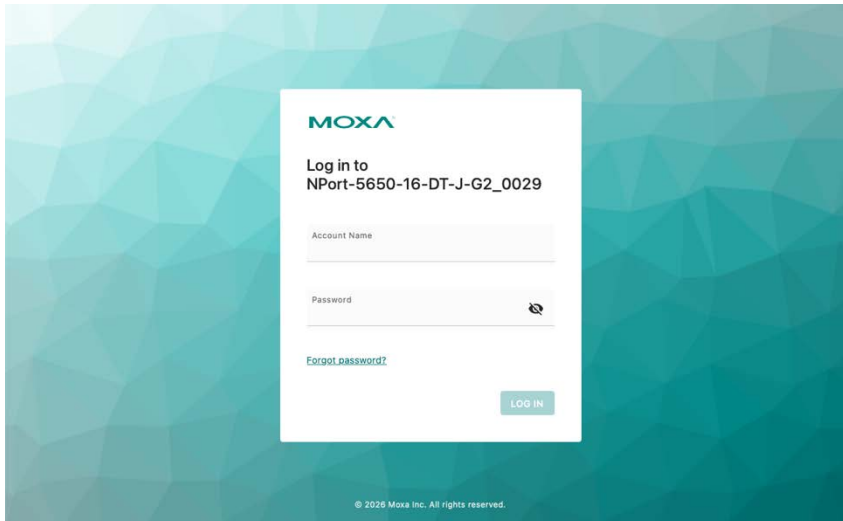 MOXA
Log in to
NPort-5650-16-DT-J-G2_0029
Account Name
Password
Forgot password?
LOG IN
© 2026 Moxa Inc. All rights reserved.